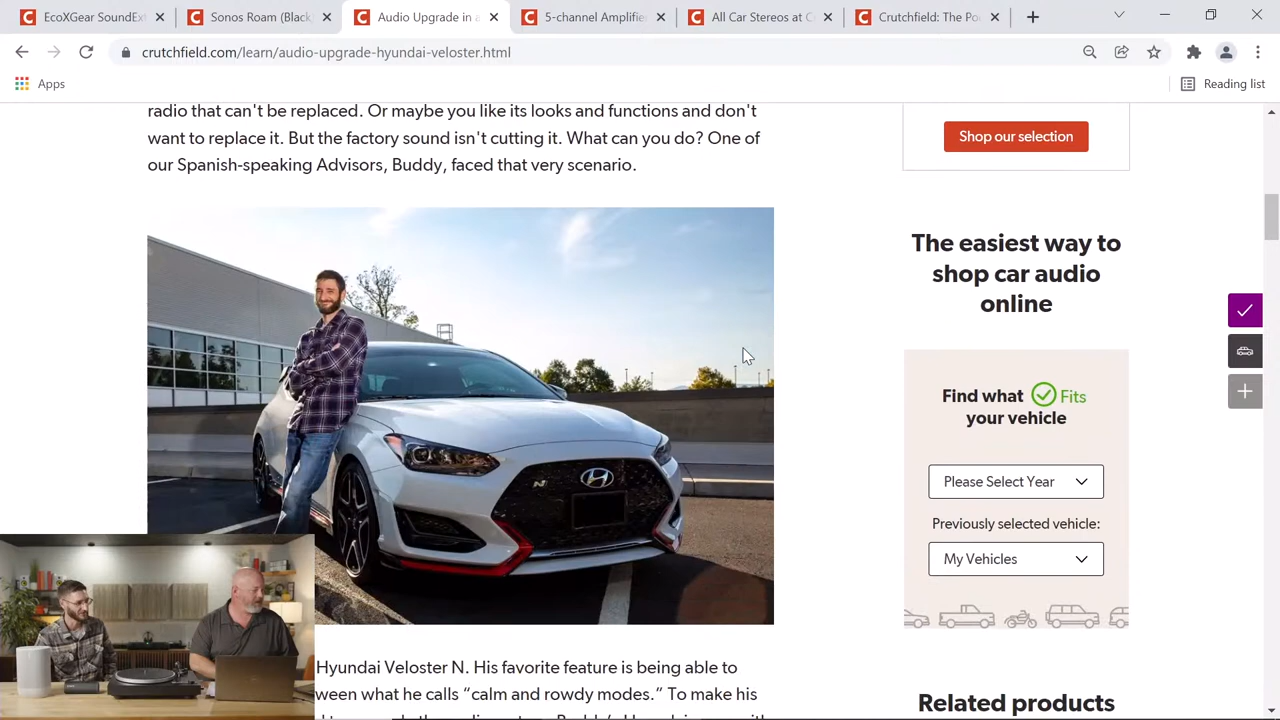 EcoXGear SoundExt
Sonos Roam (Black)
Audio Upgrade in a
5-channel Amplifie
All Car Stereos at C
Crutchfield: The Po
crutchfield.com/learn/audio-upgrade-hyundai-veloster.html
Apps
Reading list
radio that can't be replaced. Or maybe you like its looks and functions and don't
want to replace it. But the factory sound isn't cutting it. What can you do? One of
our Spanish-speaking Advisors, Buddy, faced that very scenario.
Hyundai Veloster N. His favorite feature is being able to
ween what he calls “calm and rowdy modes.” To make his
Shop our selection
The easiest way to
shop car audio
online
Find what Fits
your vehicle
Please Select Year
Previously selected vehicle:
My Vehicles
Related products